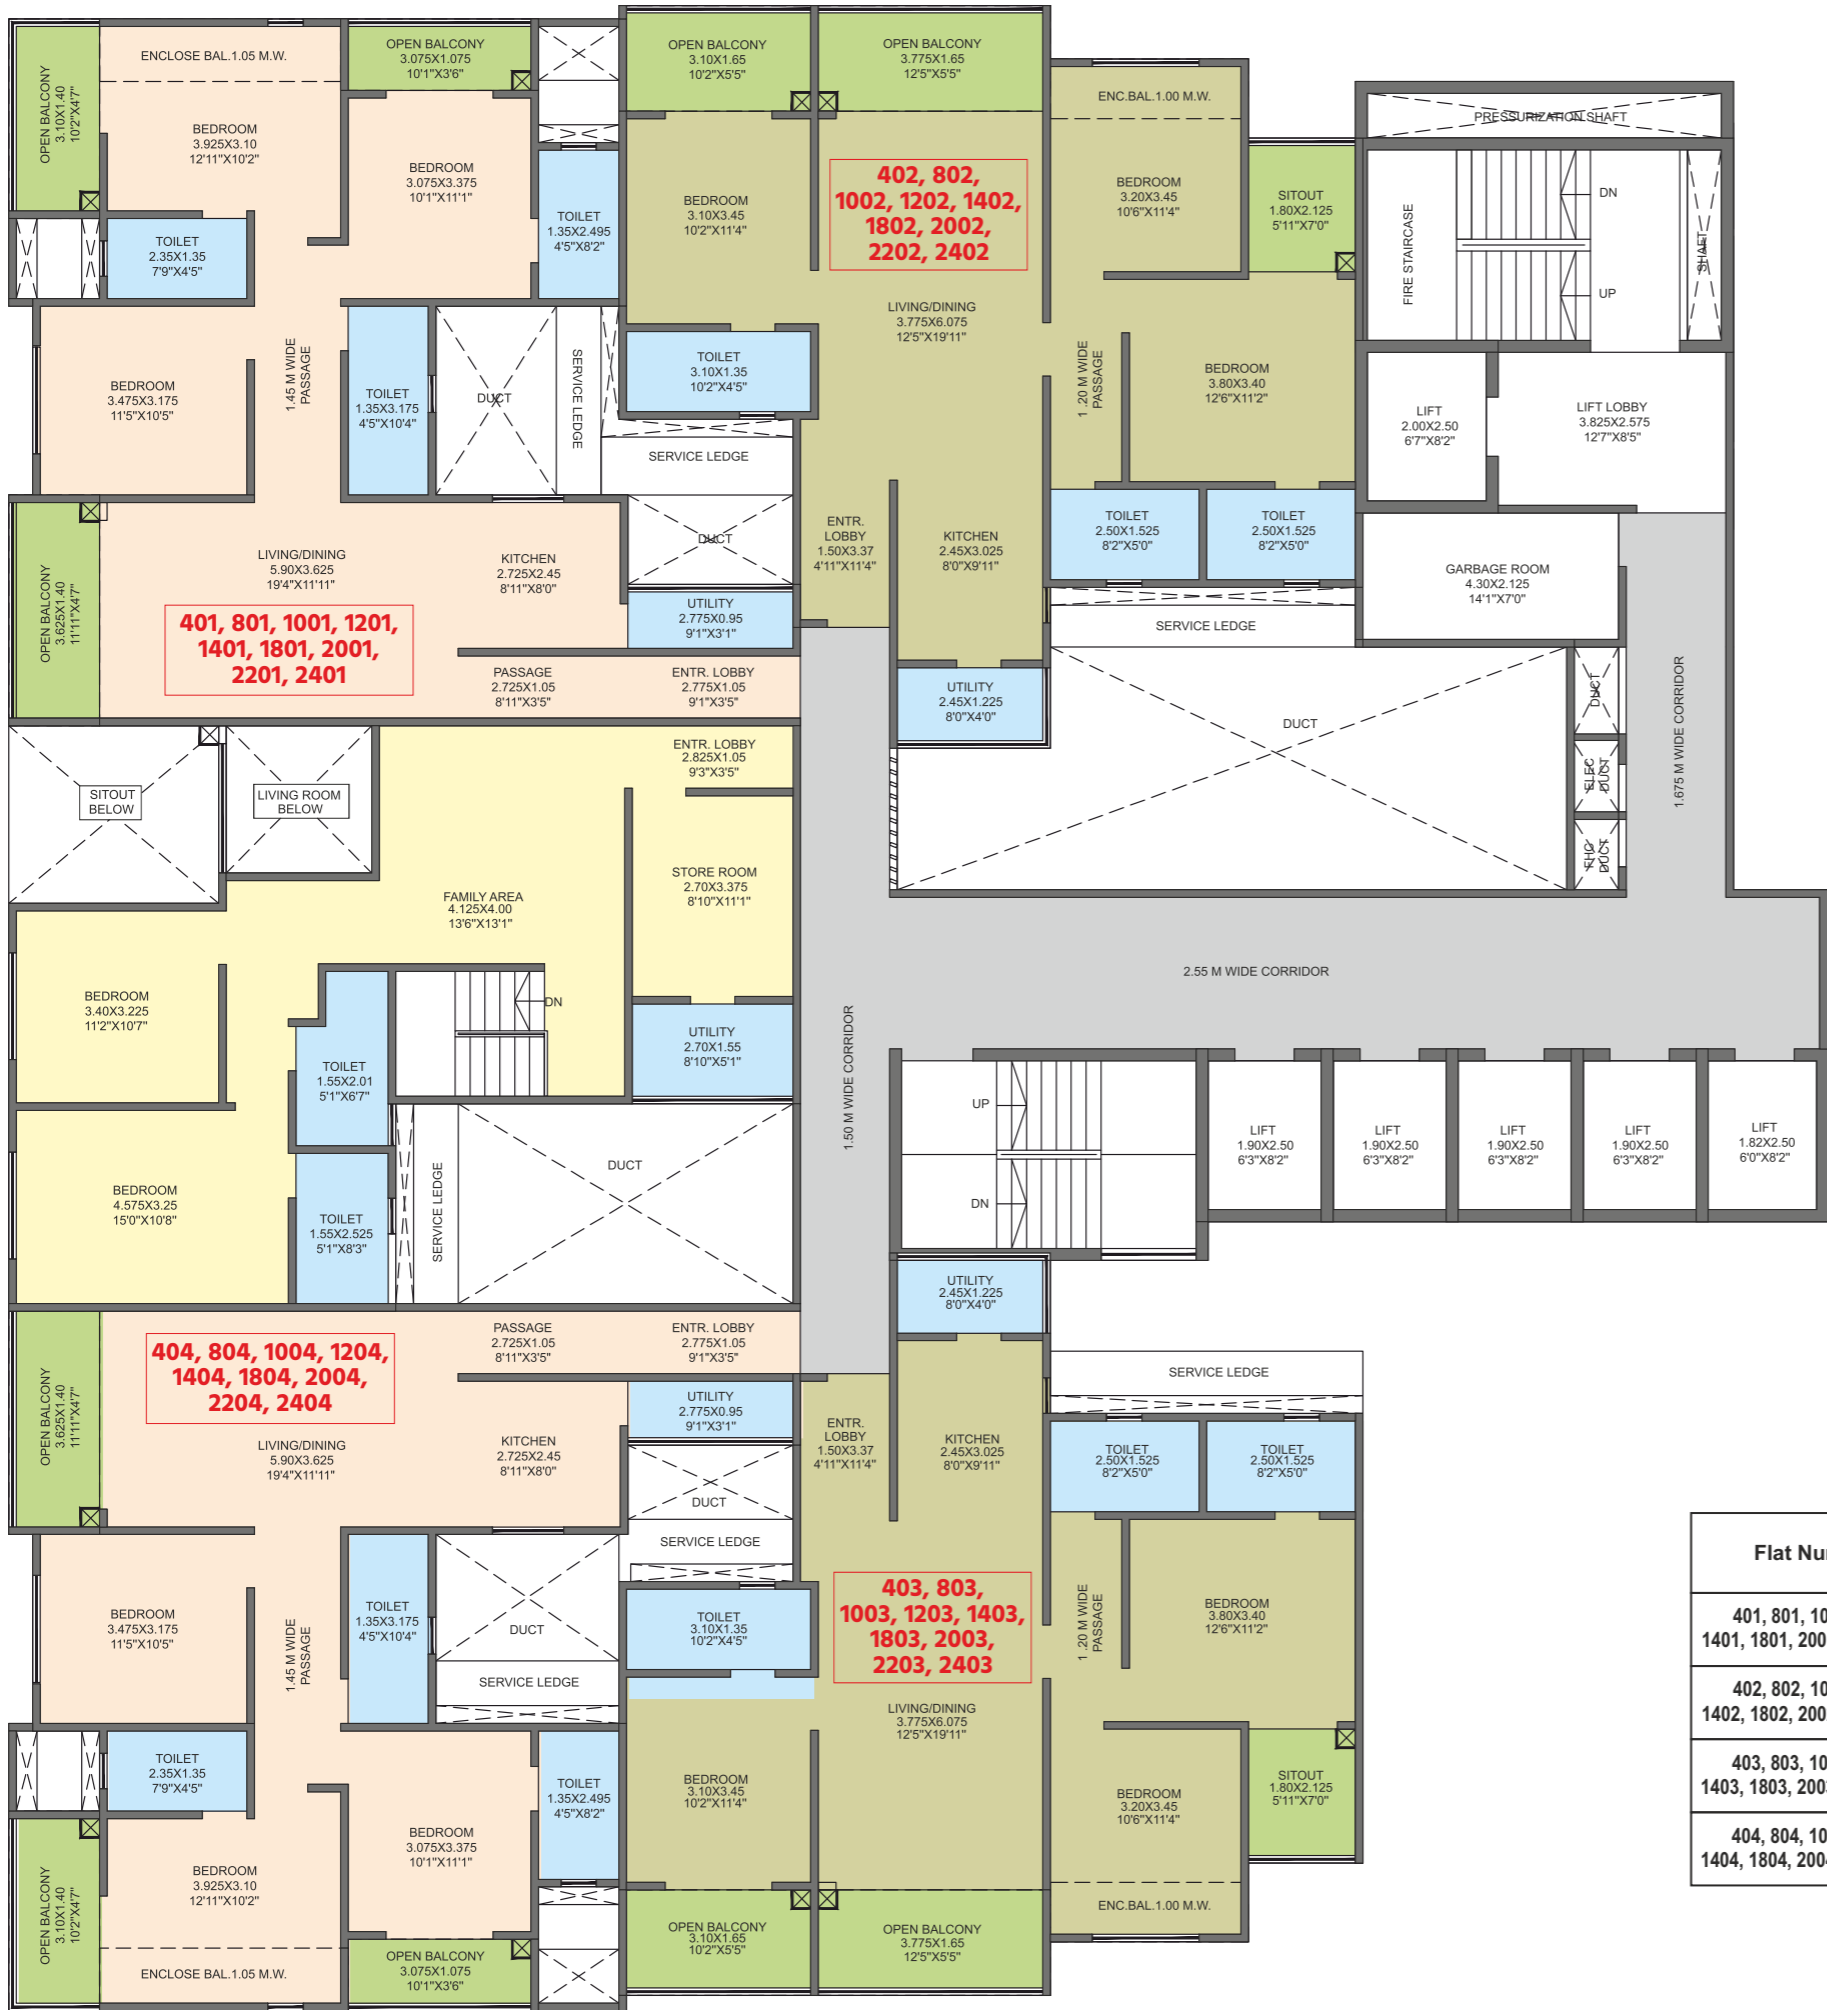 OPEN BALCONY
3.10X1.40
10'2"X4'7"
ENCLOSE BAL.1.05 M.W.
BEDROOM
3.925X3.10
12'11"X10'2"
OPEN BALCONY
3.075X1.075
10'1"X3'6"
BEDROOM
3.075X3.375
10'1"X11'1"
TOILET
2.35X1.35
7'9"X4'5"
TOILET
1.35X2.495
4'5"X8'2"
BEDROOM
3.475X3.175
11'5"X10'5"
1.45 M WIDE
PASSAGE
TOILET
1.35X3.175
4'5"X10'4"
DUCT
SERVICE LEDGE
SERVICE LEDGE
DUCT
OPEN BALCONY
3.625X1.40
11'11"X4'7"
LIVING/DINING
5.90X3.625
19'4"X11'11"
KITCHEN
2.725X2.45
8'11"X8'0"
UTILITY
2.775X0.95
9'1"X3'1"
401, 801, 1001, 1201,
1401, 1801, 2001,
2201, 2401
PASSAGE
2.725X1.05
8'11"X3'5"
ENTR. LOBBY
2.775X1.05
9'1"X3'5"
OPEN BALCONY
3.10X1.65
10'2"X5'5"
OPEN BALCONY
3.775X1.65
12'5"X5'5"
ENC.BAL.1.00 M.W.
BEDROOM
3.10X3.45
10'2"X11'4"
402, 802,
1002, 1202, 1402,
1802, 2002,
2202, 2402
BEDROOM
3.20X3.45
10'6"X11'4"
SITOUT
1.80X2.125
5'11"X7'0"
TOILET
3.10X1.35
10'2"X4'5"
LIVING/DINING
3.775X6.075
12'5"X19'11"
1.20 M WIDE
PASSAGE
BEDROOM
3.80X3.40
12'6"X11'2"
ENTR.
LOBBY
1.50X3.37
4'11"X11'4"
KITCHEN
2.45X3.025
8'0"X9'11"
TOILET
2.50X1.525
8'2"X5'0"
TOILET
2.50X1.525
8'2"X5'0"
SERVICE LEDGE
UTILITY
2.45X1.225
8'0"X4'0"
DUCT
PRESSURIZATION SHAFT
FIRE STAIRCASE
DN
UP
SHAFT
LIFT
2.00X2.50
6'7"X8'2"
LIFT LOBBY
3.825X2.575
12'7"X8'5"
GARBAGE ROOM
4.30X2.125
14'1"X7'0"
DUCT
ELEC
DUCT
FHC
DUCT
1.675 M WIDE CORRIDOR
SITOUT
BELOW
LIVING ROOM
BELOW
ENTR. LOBBY
2.825X1.05
9'3"X3'5"
FAMILY AREA
4.125X4.00
13'6"X13'1"
STORE ROOM
2.70X3.375
8'10"X11'1"
BEDROOM
3.40X3.225
11'2"X10'7"
DN
TOILET
1.55X2.01
5'1"X6'7"
UTILITY
2.70X1.55
8'10"X5'1"
BEDROOM
4.575X3.25
15'0"X10'8"
TOILET
1.55X2.525
5'1"X8'3"
SERVICE LEDGE
DUCT
1.50 M WIDE CORRIDOR
2.55 M WIDE CORRIDOR
UP
DN
LIFT
1.90X2.50
6'3"X8'2"
LIFT
1.90X2.50
6'3"X8'2"
LIFT
1.90X2.50
6'3"X8'2"
LIFT
1.90X2.50
6'3"X8'2"
LIFT
1.82X2.50
6'0"X8'2"
OPEN BALCONY
3.625X1.40
11'11"X4'7"
404, 804, 1004, 1204,
1404, 1804, 2004,
2204, 2404
PASSAGE
2.725X1.05
8'11"X3'5"
ENTR. LOBBY
2.775X1.05
9'1"X3'5"
LIVING/DINING
5.90X3.625
19'4"X11'11"
KITCHEN
2.725X2.45
8'11"X8'0"
UTILITY
2.775X0.95
9'1"X3'1"
DUCT
SERVICE LEDGE
BEDROOM
3.475X3.175
11'5"X10'5"
1.45 M WIDE
PASSAGE
TOILET
1.35X3.175
4'5"X10'4"
DUCT
SERVICE LEDGE
TOILET
2.35X1.35
7'9"X4'5"
BEDROOM
3.075X3.375
10'1"X11'1"
TOILET
1.35X2.495
4'5"X8'2"
OPEN BALCONY
3.10X1.40
10'2"X4'7"
BEDROOM
3.925X3.10
12'11"X10'2"
ENCLOSE BAL.1.05 M.W.
OPEN BALCONY
3.075X1.075
10'1"X3'6"
UTILITY
2.45X1.225
8'0"X4'0"
ENTR.
LOBBY
1.50X3.37
4'11"X11'4"
KITCHEN
2.45X3.025
8'0"X9'11"
SERVICE LEDGE
TOILET
2.50X1.525
8'2"X5'0"
TOILET
2.50X1.525
8'2"X5'0"
TOILET
3.10X1.35
10'2"X4'5"
403, 803,
1003, 1203, 1403,
1803, 2003,
2203, 2403
1 .20 M WIDE
PASSAGE
BEDROOM
3.80X3.40
12'6"X11'2"
LIVING/DINING
3.775X6.075
12'5"X19'11"
BEDROOM
3.10X3.45
10'2"X11'4"
BEDROOM
3.20X3.45
10'6"X11'4"
SITOUT
1.80X2.125
5'11"X7'0"
ENC.BAL.1.00 M.W.
OPEN BALCONY
3.10X1.65
10'2"X5'5"
OPEN BALCONY
3.775X1.65
12'5"X5'5"
Flat Nu
401, 801, 10
1401, 1801, 200
402, 802, 10
1402, 1802, 200
403, 803, 10
1403, 1803, 200
404, 804, 10
1404, 1804, 200